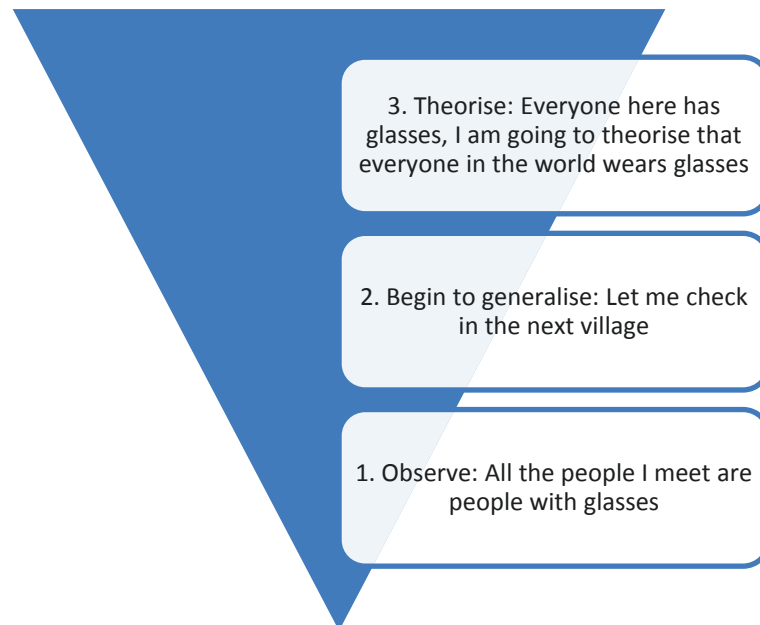 3. Theorise: Everyone here has
glasses, I am going to theorise that
everyone in the world wears glasses
2. Begin to generalise: Let me check
in the next village
1. Observe: All the people I meet are
people with glasses